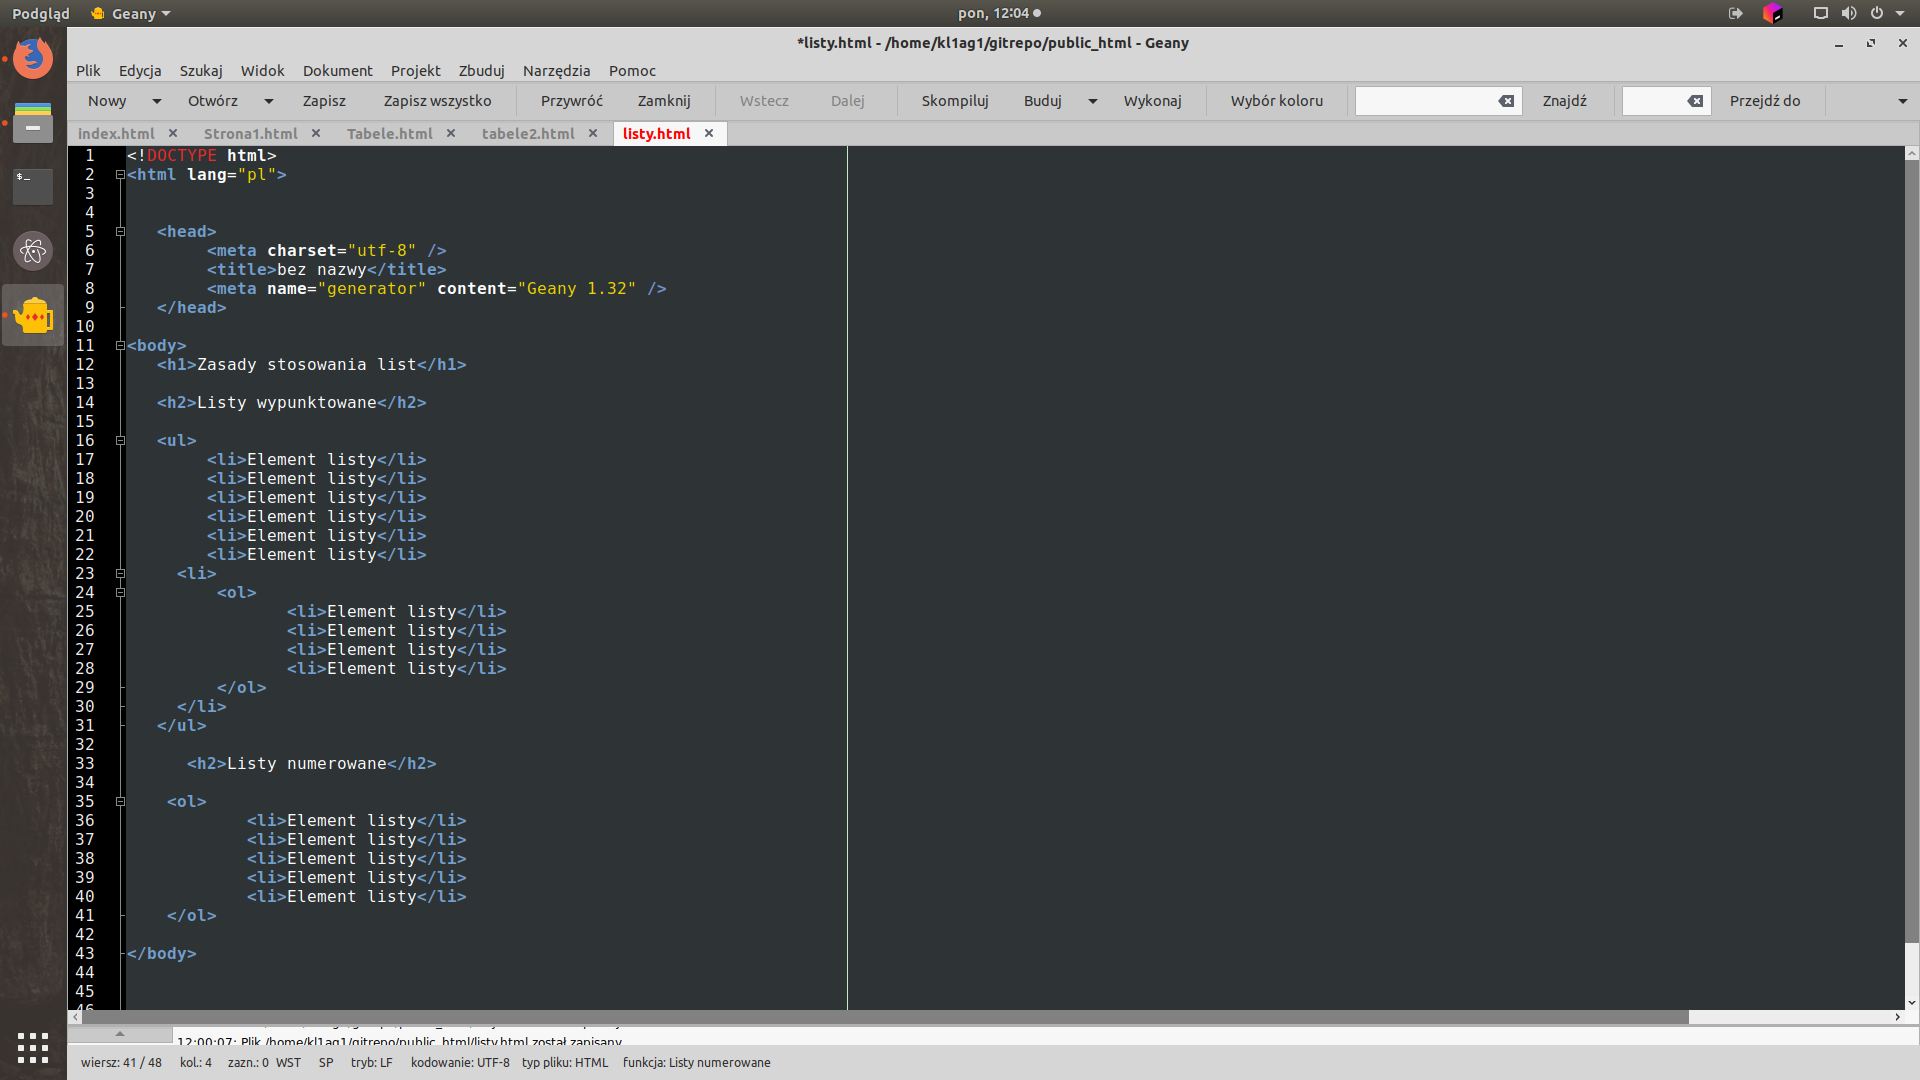 Podgląd Geany pon, 12:04
*listy.html - /home/kl1ag1/gitrepo/public_html - Geany
Plik Edycja Szukaj Widok Dokument Projekt Zbuduj Narzędzia Pomoc
Nowy Otwórz Zapisz Zapisz wszystko Przywróć Zamknij Wstecz Dalej Skompiluj Buduj Wykonaj Wybór koloru Znajdź Przejdź do
index.html Strona1.html Tabele.html tabele2.html listy.html
1 <!DOCTYPE html>
2 <html lang="pl">
3
4
5 <head>
6 <meta charset="utf-8" />
7 <title>bez nazwy</title>
8 <meta name="generator" content="Geany 1.32" />
9 </head>
10
11 <body>
12 <h1>Zasady stosowania list</h1>
13
14 <h2>Listy wypunktowane</h2>
15
16 <ul>
17 <li>Element listy</li>
18 <li>Element listy</li>
19 <li>Element listy</li>
20 <li>Element listy</li>
21 <li>Element listy</li>
22 <li>Element listy</li>
23 <li>
24 <ol>
25 <li>Element listy</li>
26 <li>Element listy</li>
27 <li>Element listy</li>
28 <li>Element listy</li>
29 </ol>
30 </li>
31 </ul>
32
33 <h2>Listy numerowane</h2>
34
35 <ol>
36 <li>Element listy</li>
37 <li>Element listy</li>
38 <li>Element listy</li>
39 <li>Element listy</li>
40 <li>Element listy</li>
41 </ol>
42
43 </body>
44
45
46
12:00:07: Plik /home/kl1ag1/gitrepo/public_html/listy.html został zapisany
wiersz: 41 / 48 kol.: 4 zazn.: 0 WST SP tryb: LF kodowanie: UTF-8 typ pliku: HTML funkcja: Listy numerowane